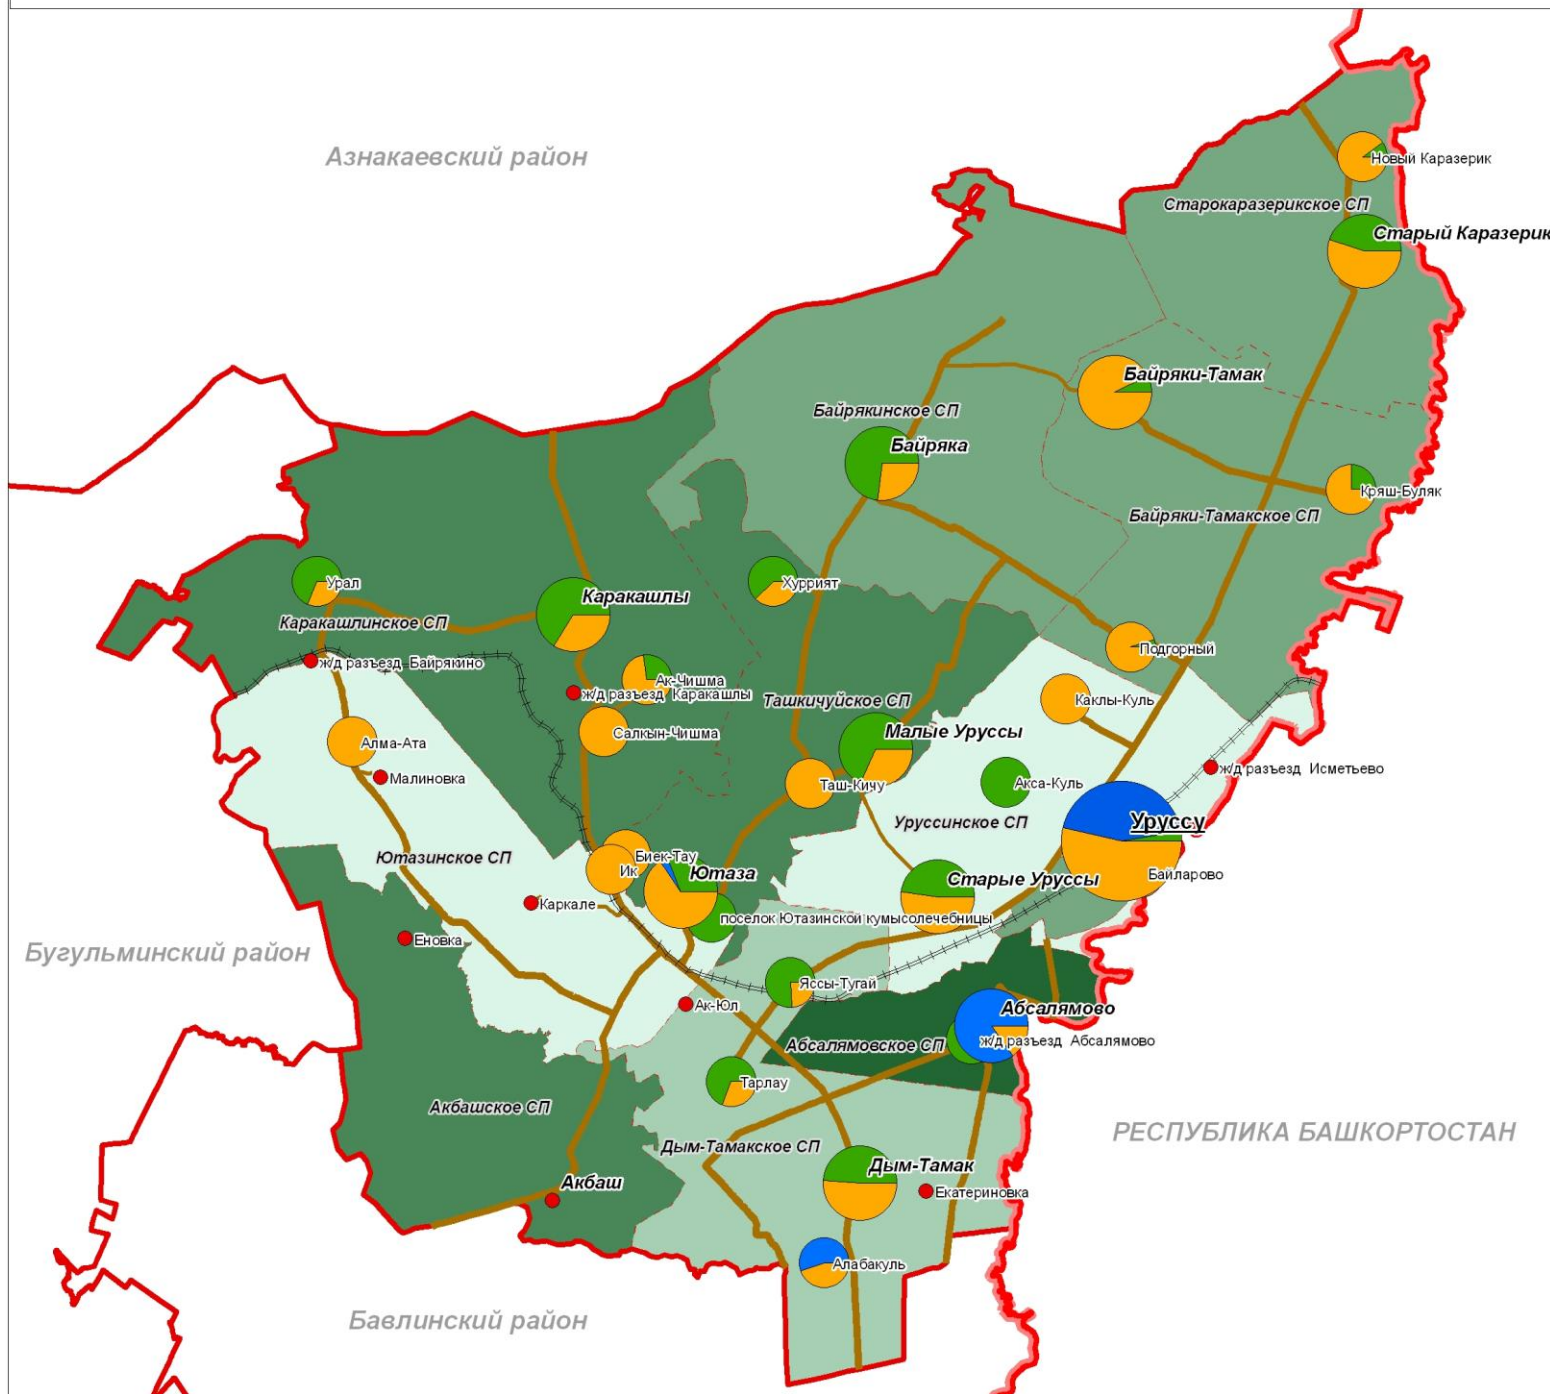 Азнакаевский район
Новый Каразерик
Старокаразерикское СП
Старый Каразерик
Байряки-Тамак
Байрякинское СП
Байряка
Кряш-Буляк
Байряки-Тамакское СП
Урал
Хуррият
Каракашлы
Каракашлинское СП
Подгорный
ж/д разъезд Байрякино
Ак-Чишма
ж/д разъезд Каракашлы
Ташкичуйское СП
Каклы-Куль
Салкын-Чишма
Малые Уруссы
Алма-Ата
ж/д разъезд Исметьево
Малиновка
Таш-Кичу
Акса-Куль
Уруссинское СП
Уруссу
Ютазинское СП
Биек-Тау
Ик
Ютаза
Старые Уруссы
Байларово
Каркале
поселок Ютазинской кумысолечебницы
Еновка
Бугульминский район
Яссы-Тугай
Ак-Юл
Абсалямово
Абсалямовское СП
ж/д разъезд Абсалямово
Тарлау
Акбашское СП
РЕСПУБЛИКА БАШКОРТОСТАН
Дым-Тамакское СП
Дым-Тамак
Акбаш
Екатериновка
Алабакуль
Бавлинский район